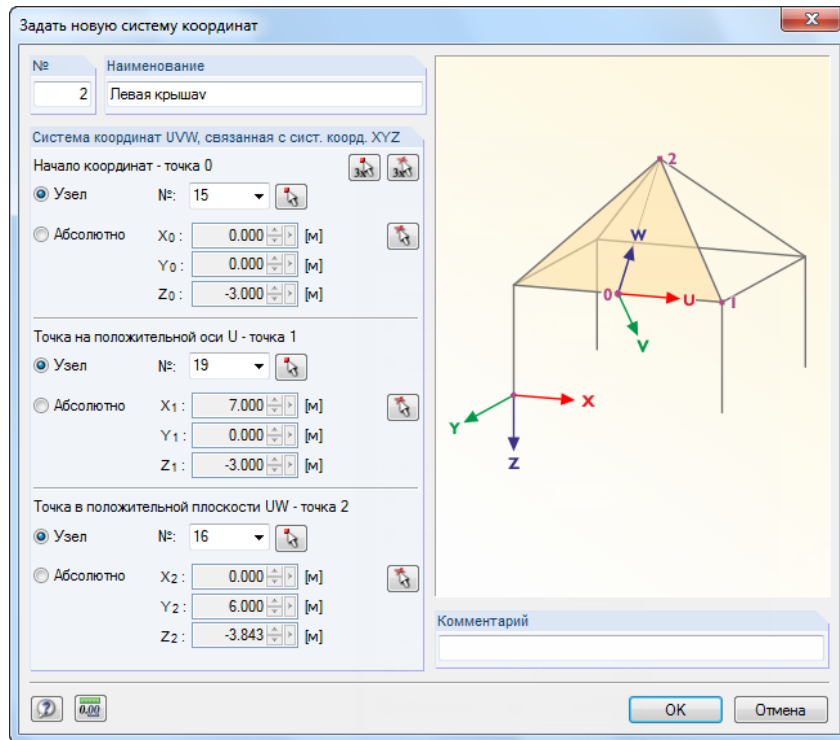 Задать новую систему координат
№
Наименование
2
Левая крышаv
Система координат UVW, связанная с сист. коорд. XYZ
Начало координат - точка 0
3x
3x
Узел №: 15
Абсолютно X0 : 0.000 [м]
Y0 : 0.000 [м]
Z0 : -3.000 [м]
Точка на положительной оси U - точка 1
Узел №: 19
Абсолютно X1 : 7.000 [м]
Y1 : 0.000 [м]
Z1 : -3.000 [м]
Точка в положительной плоскости UW - точка 2
Узел №: 16
Абсолютно X2 : 0.000 [м]
Y2 : 6.000 [м]
Z2 : -3.843 [м]
2
W
0
U
1
V
X
Y
Z
Комментарий
0.00
OK
Отмена